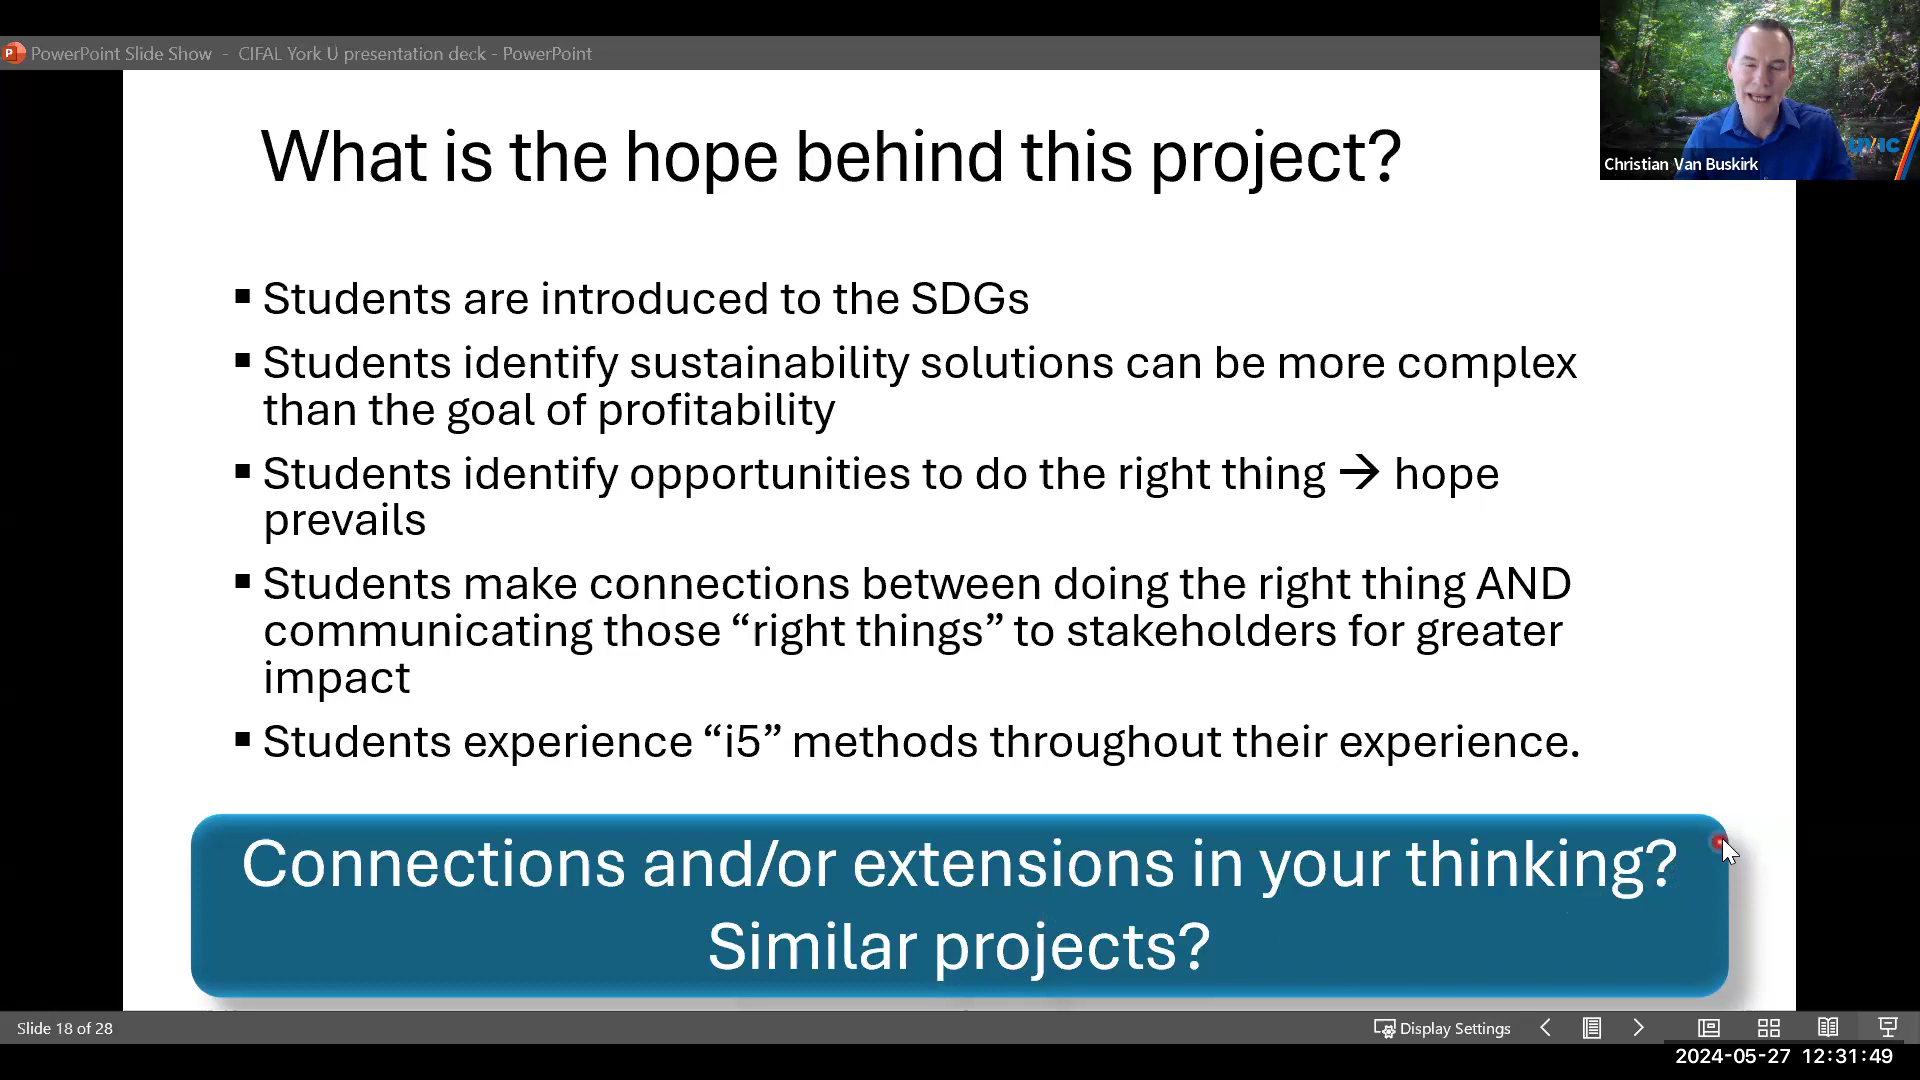 PowerPoint Slide Show - CIFAL York U presentation deck - PowerPoint
What is the hope behind this project?
Christian Van Buskirk
▪ Students are introduced to the SDGs
▪ Students identify sustainability solutions can be more complex
than the goal of profitability
▪ Students identify opportunities to do the right thing → hope
prevails
▪ Students make connections between doing the right thing AND
communicating those “right things” to stakeholders for greater
impact
▪ Students experience “i5” methods throughout their experience.
Connections and/or extensions in your thinking?
Similar projects?
Slide 18 of 28
Display Settings
2024-05-27 12:31:49